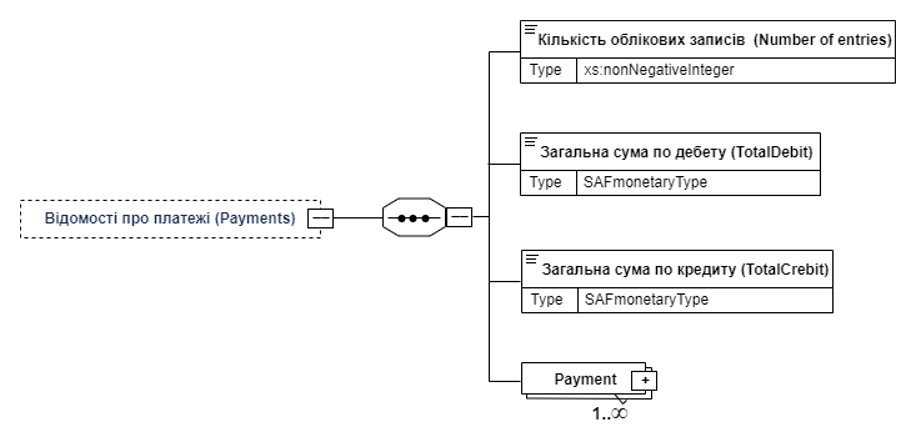 Кількість облікових записів (Number of entries)
Type xs:nonNegativeInteger
Загальна сума по дебету (TotalDebit)
Type SAFmonetaryType
Відомості про платежі (Payments)
Загальна сума по кредиту (TotalCrebit)
Type SAFmonetaryType
Payment +
1..∞